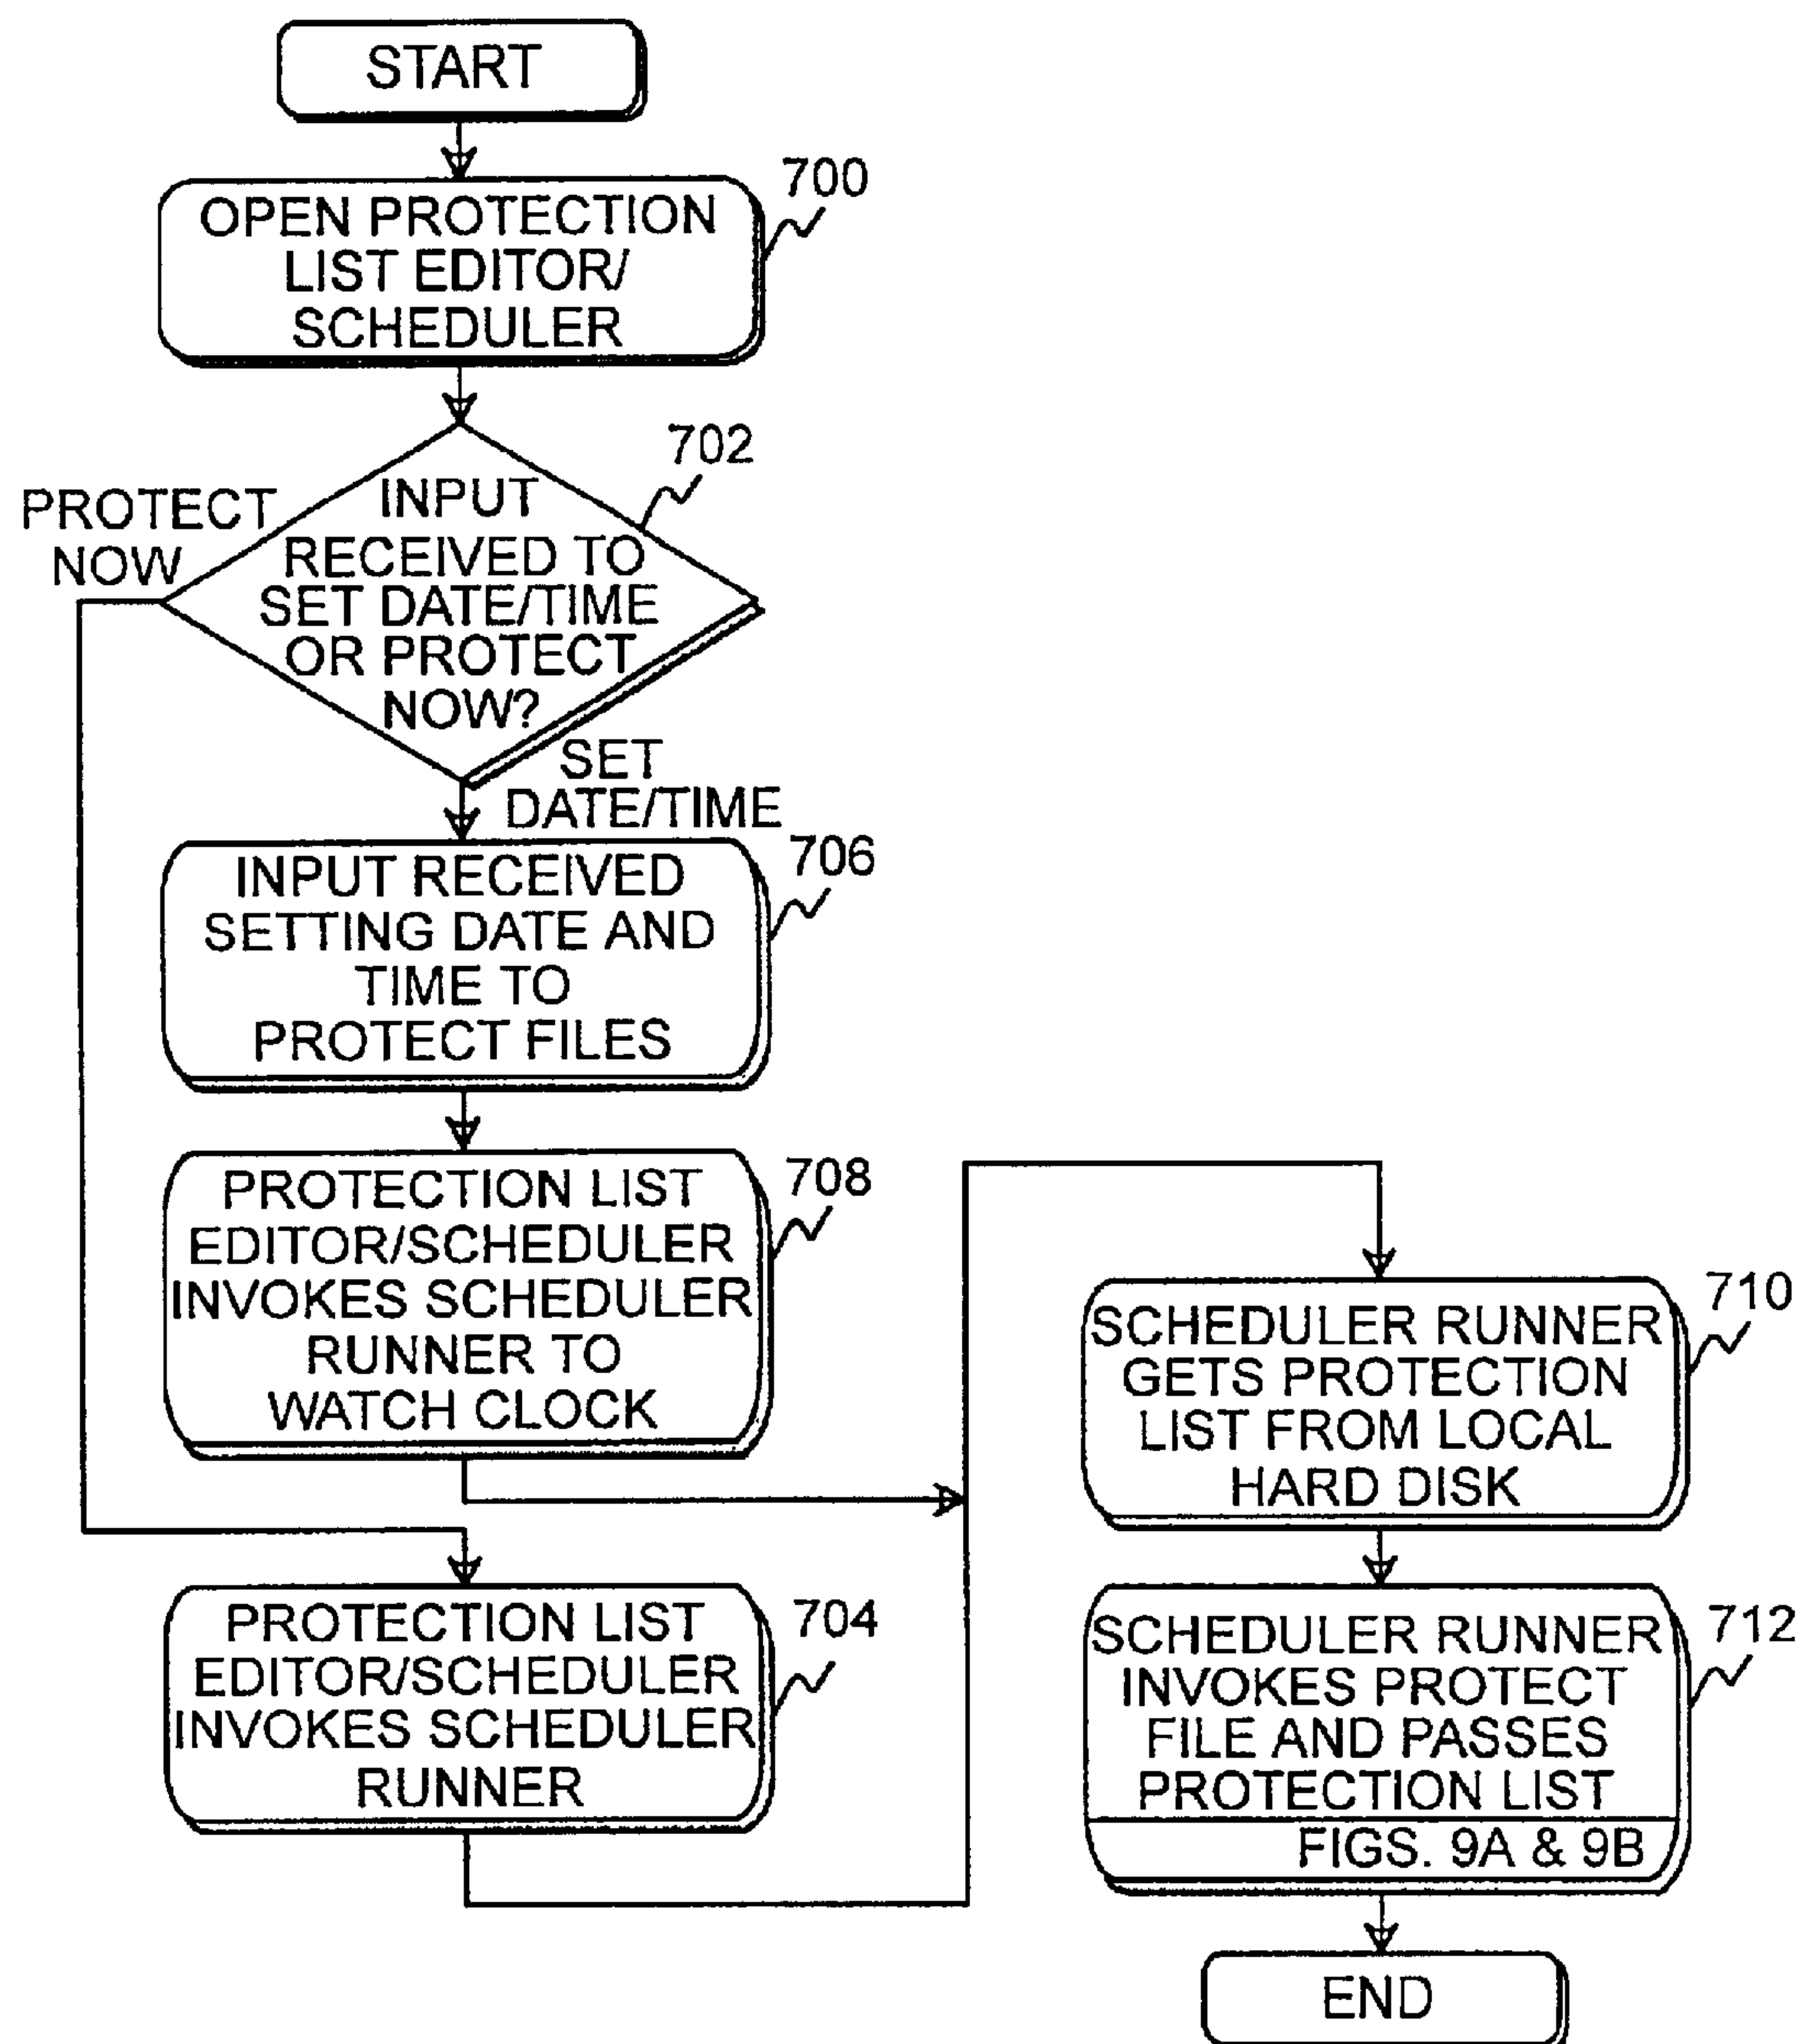 START
700
OPEN PROTECTION
LIST EDITOR/
SCHEDULER
702
PROTECT
NOW
INPUT
RECEIVED TO
SET DATE/TIME
OR PROTECT
NOW?
SET
DATE/TIME
706
INPUT RECEIVED
SETTING DATE AND
TIME TO
PROTECT FILES
708
PROTECTION LIST
EDITOR/SCHEDULER
INVOKES SCHEDULER
RUNNER TO
WATCH CLOCK
704
PROTECTION LIST
EDITOR/SCHEDULER
INVOKES SCHEDULER
RUNNER
710
SCHEDULER RUNNER
GETS PROTECTION
LIST FROM LOCAL
HARD DISK
712
SCHEDULER RUNNER
INVOKES PROTECT
FILE AND PASSES
PROTECTION LIST
FIGS. 9A & 9B
END